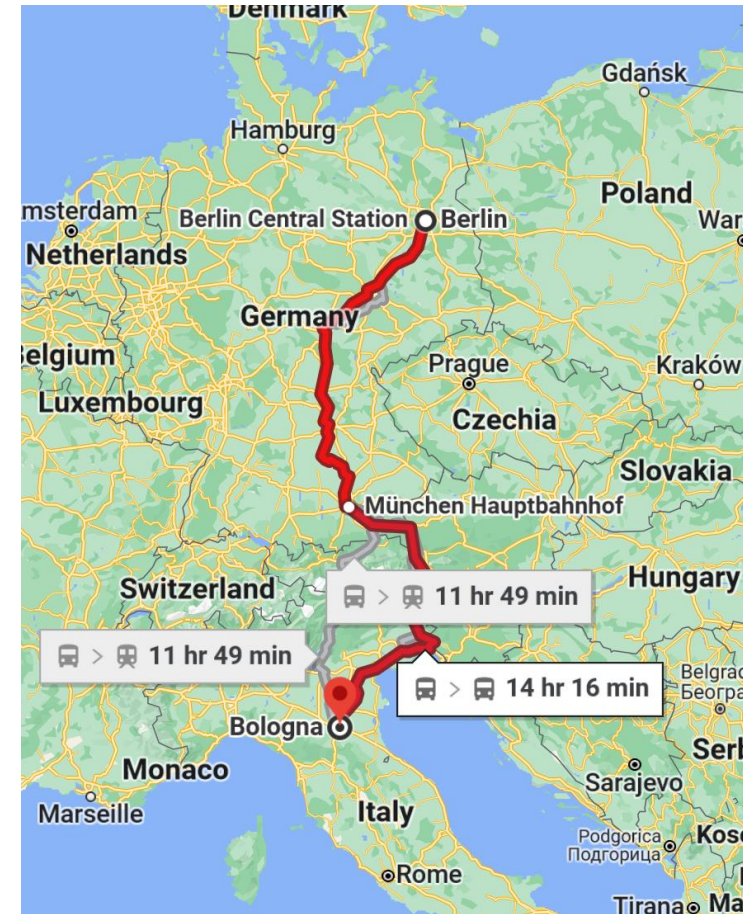 Denmark
Gdańsk
Hamburg
Poland
msterdam
Berlin Central Station
Berlin
War
Netherlands
Germany
Belgium
Prague
Kraków
Luxembourg
Czechia
Slovakia
München Hauptbahnhof
Switzerland
11 hr 49 min
Hungary
> 11 hr 49 min
> 14 hr 16 min
Belgrad
Београ
Bologna
Serb
Monaco
Sarajevo
Marseille
Italy
Podgorica
Подгорица
Koso
Rome
Tirana
Ma